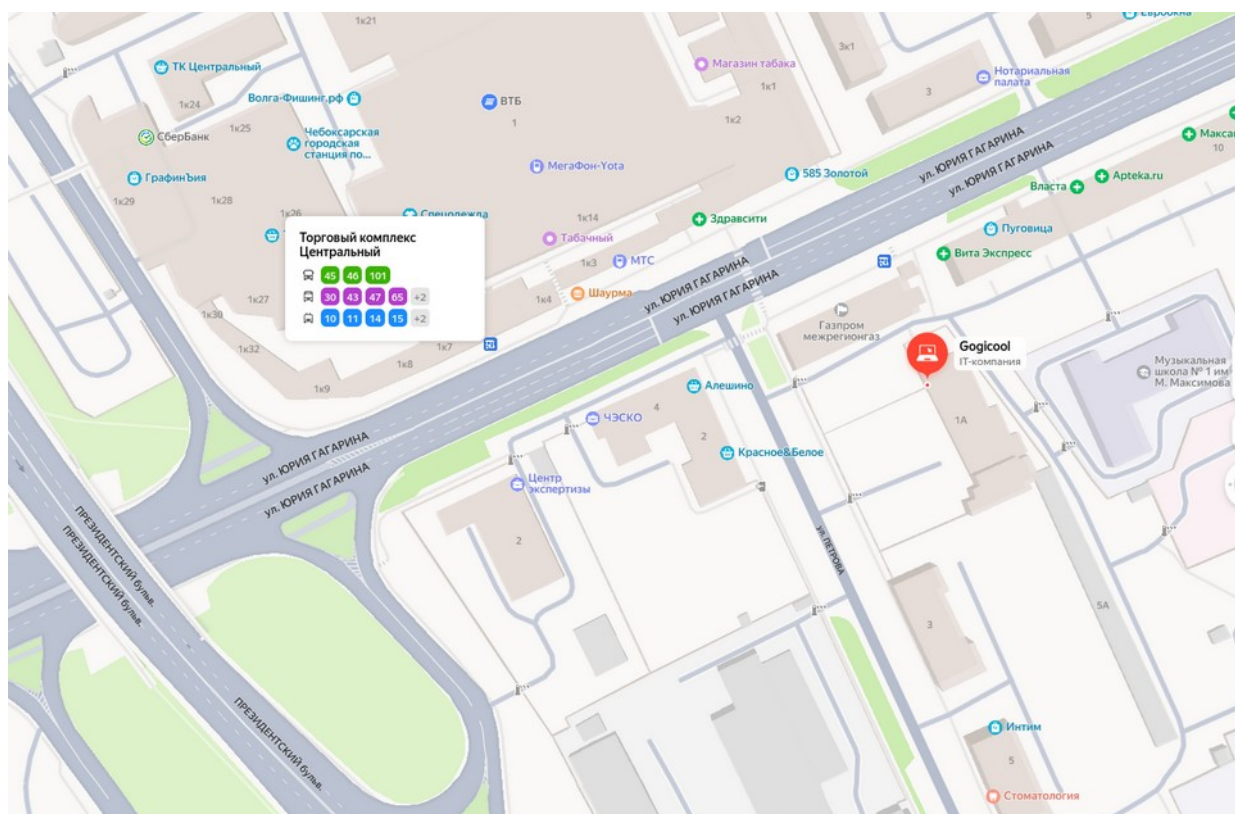 1к21
Евроокна
5
3к1
ТК Центральный
Магазин табака
Нотариальная
палата
1к24
Волга-Фишинг.рф
ВТБ
1
1к1
3
СберБанк
1к25
Чебоксарская
городская
станция по...
1к2
МегаФон-Yota
ул. ЮРИЯ ГАГАРИНА
ул. ЮРИЯ ГАГАРИНА
10
ГрафинЪия
585 Золотой
Власта
Apteka.ru
1к29
1к28
1к26
Спецодежда
1к14
Здравсити
Пуговица
Табачный
Вита Экспресс
Торговый комплекс
Центральный
45 46 101
30 43 47 65 +2
10 11 14 15 +2
1к3
МТС
ул. ЮРИЯ ГАГАРИНА
ул. ЮРИЯ ГАГАРИНА
1к27
1к4
Шаурма
1к30
Газпром
межрегионгаз
1к32
1к7
Gogicool
IT-компания
1к8
Музыкальная
школа № 1 им
М. Максимова
1к9
Алешино
4
ЧЭСКО
1А
2
ул. ЮРИЯ ГАГАРИНА
ул. ЮРИЯ ГАГАРИНА
Красное&Белое
Центр
экспертизы
2
ПРЕЗИДЕНТСКИЙ бульв.
ПРЕЗИДЕНТСКИЙ бульв.
ул. ПЕТРОВА
5А
3
ПРЕЗИДЕНТСКИЙ бульв.
Интим
5
Стоматология